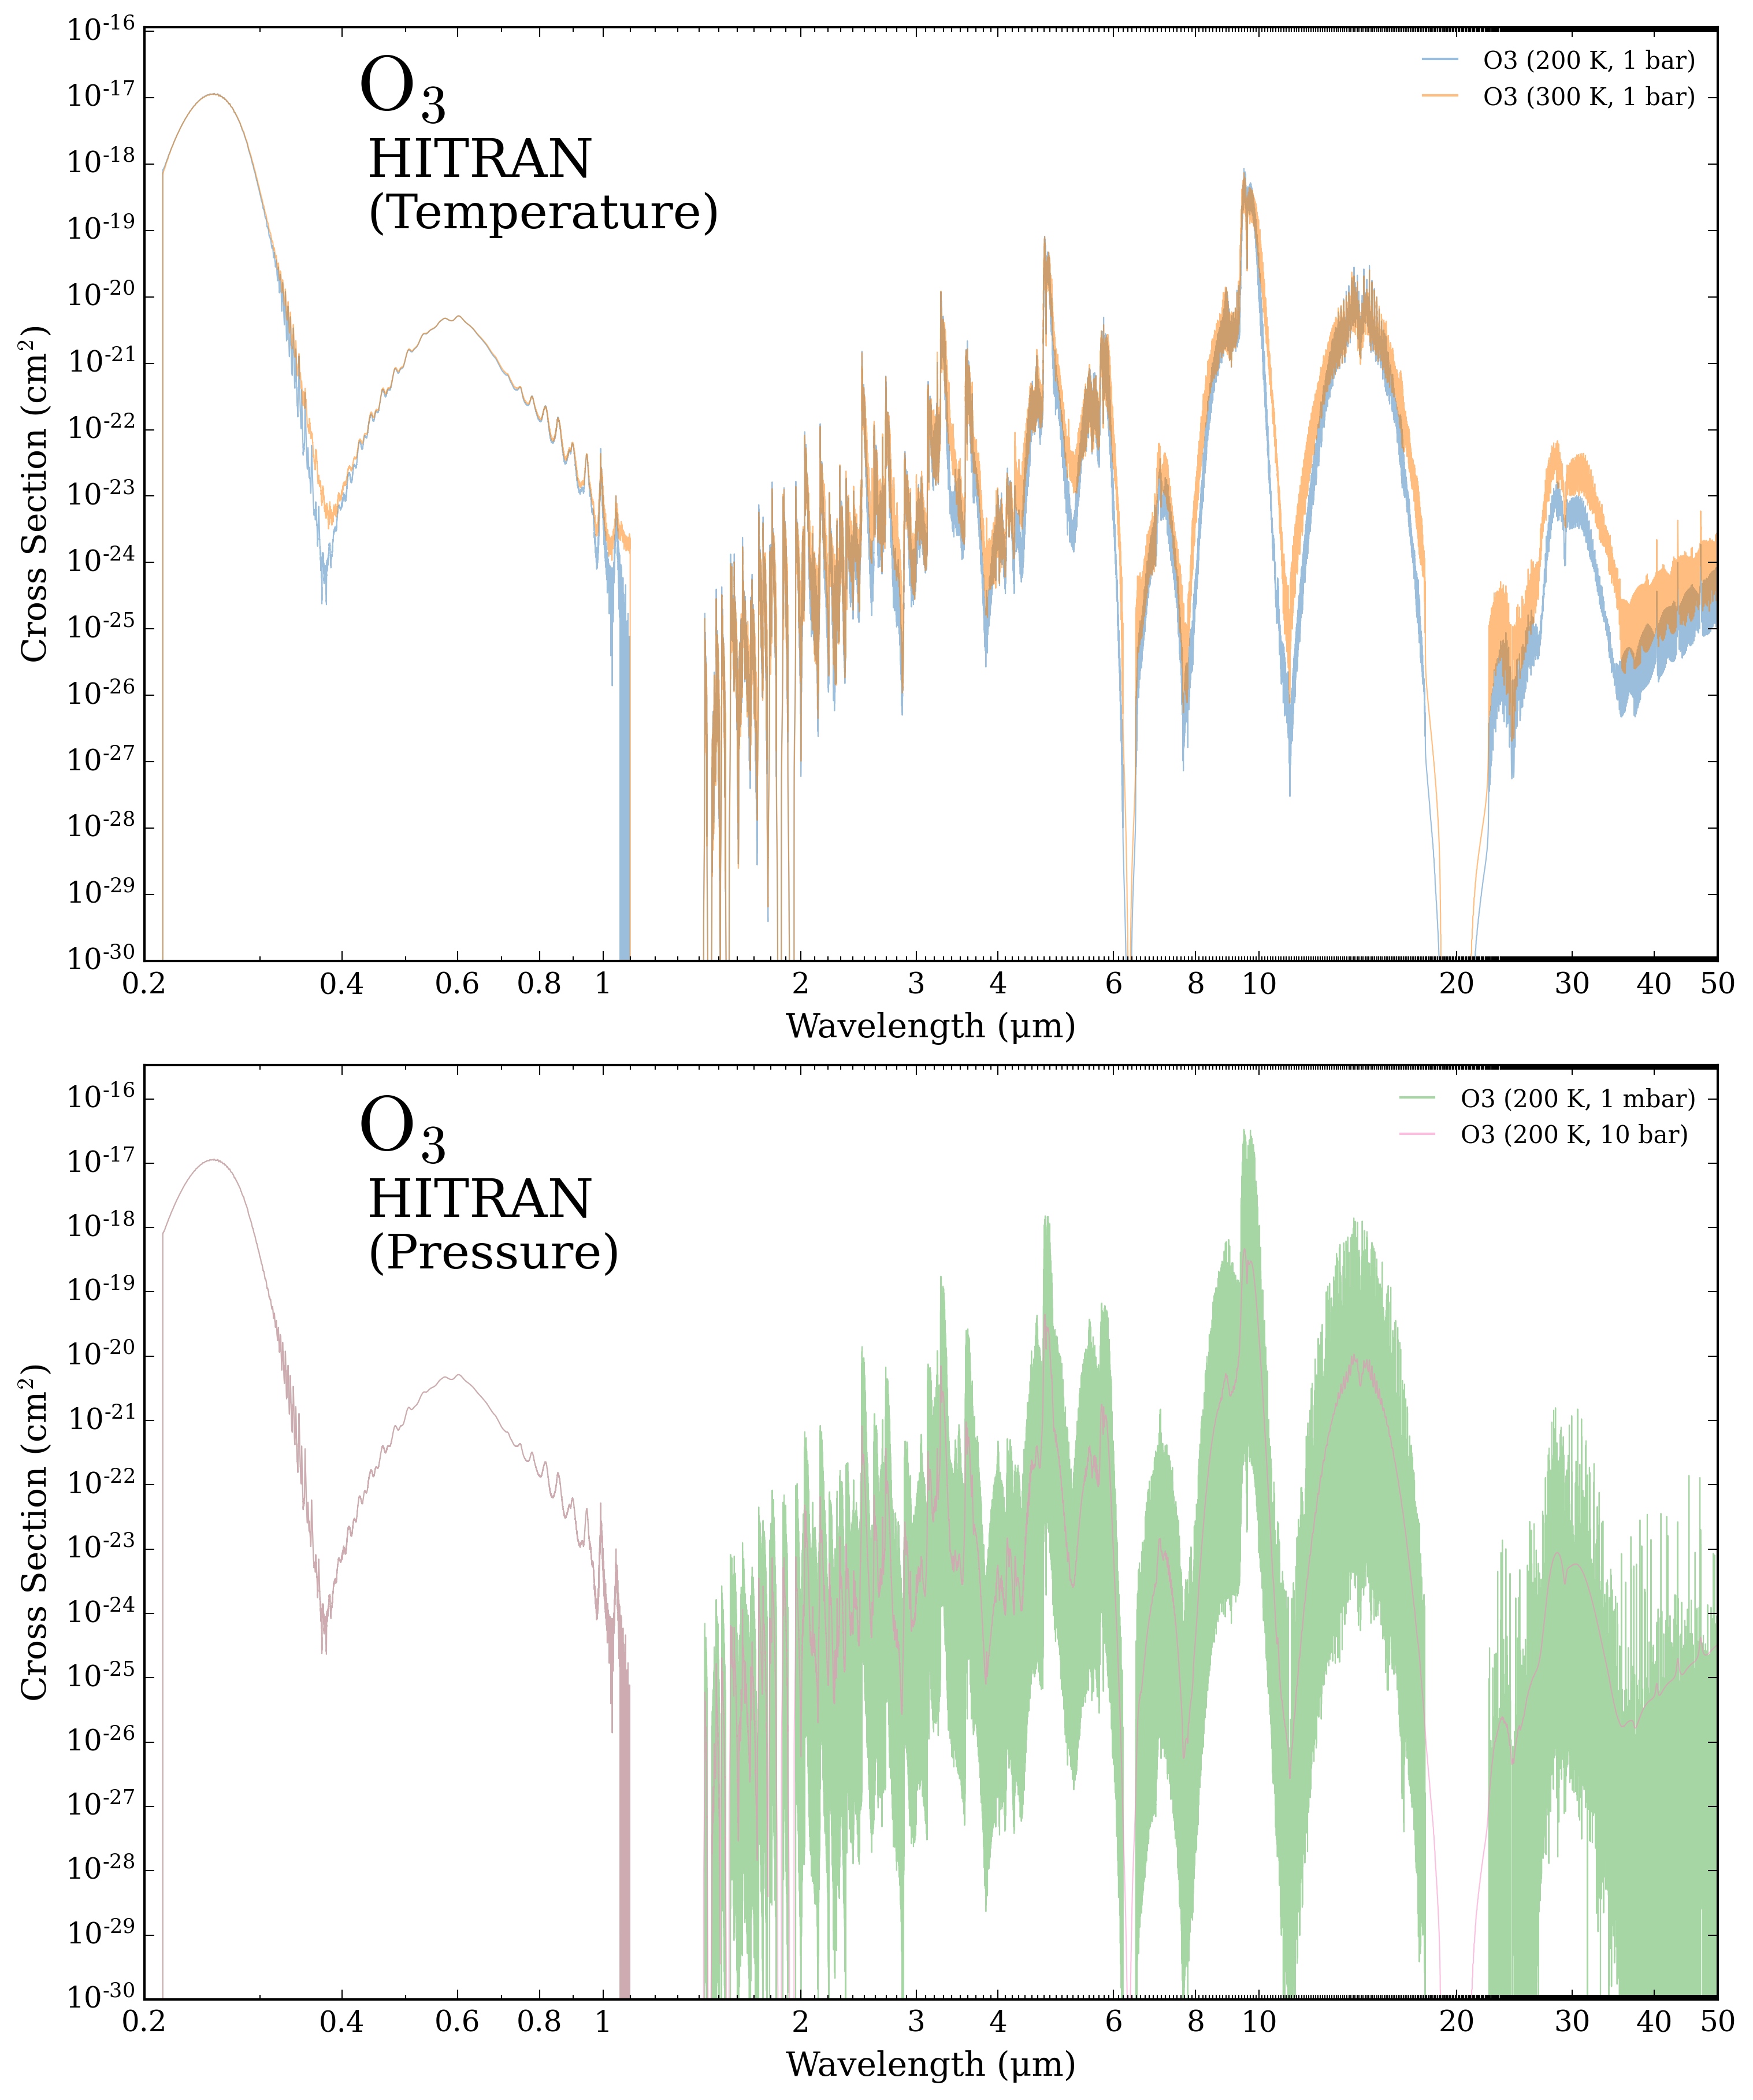 O3
HITRAN
(Temperature)
O3 (200 K, 1 bar)
O3 (300 K, 1 bar)
Cross Section (cm²)
10⁻¹⁶
10⁻¹⁷
10⁻¹⁸
10⁻¹⁹
10⁻²⁰
10⁻²¹
10⁻²²
10⁻²³
10⁻²⁴
10⁻²⁵
10⁻²⁶
10⁻²⁷
10⁻²⁸
10⁻²⁹
10⁻³⁰
0.2 0.4 0.6 0.8 1 2 3 4 6 8 10 20 30 40 50
Wavelength (μm)
O3
HITRAN
(Pressure)
O3 (200 K, 1 mbar)
O3 (200 K, 10 bar)
Cross Section (cm²)
10⁻¹⁶
10⁻¹⁷
10⁻¹⁸
10⁻¹⁹
10⁻²⁰
10⁻²¹
10⁻²²
10⁻²³
10⁻²⁴
10⁻²⁵
10⁻²⁶
10⁻²⁷
10⁻²⁸
10⁻²⁹
10⁻³⁰
0.2 0.4 0.6 0.8 1 2 3 4 6 8 10 20 30 40 50
Wavelength (μm)